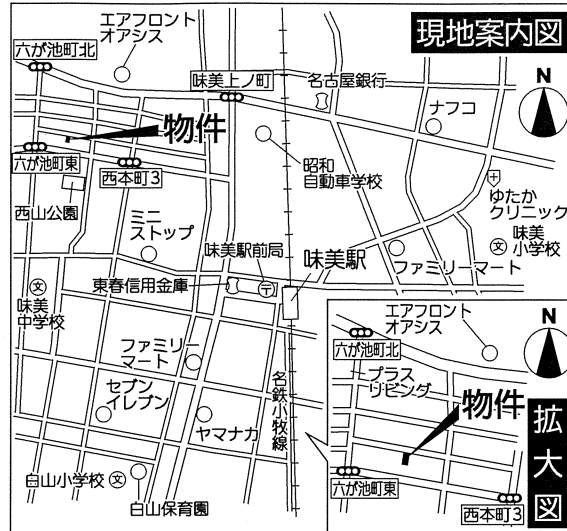 現地案内図
エアフロント
オアシス
六が池町北
味美上ノ町
名古屋銀行
N
ナフコ
物件
六が池町東
西本町3
昭和
自動車学校
西山公園
ゆたか
クリニック
ミニ
ストップ
味美
小学校
味美駅前局
味美駅
ファミリーマート
東春信用金庫
文
味美
中学校
ファミリー
マート
セブン
イレブン
名鉄小牧線
ヤマナカ
白山小学校
文
白山保育園
エアフロント
オアシス
N
六が池町北
プラス
リビング
物件
六が池町東
西本町3
拡大図
文
〒